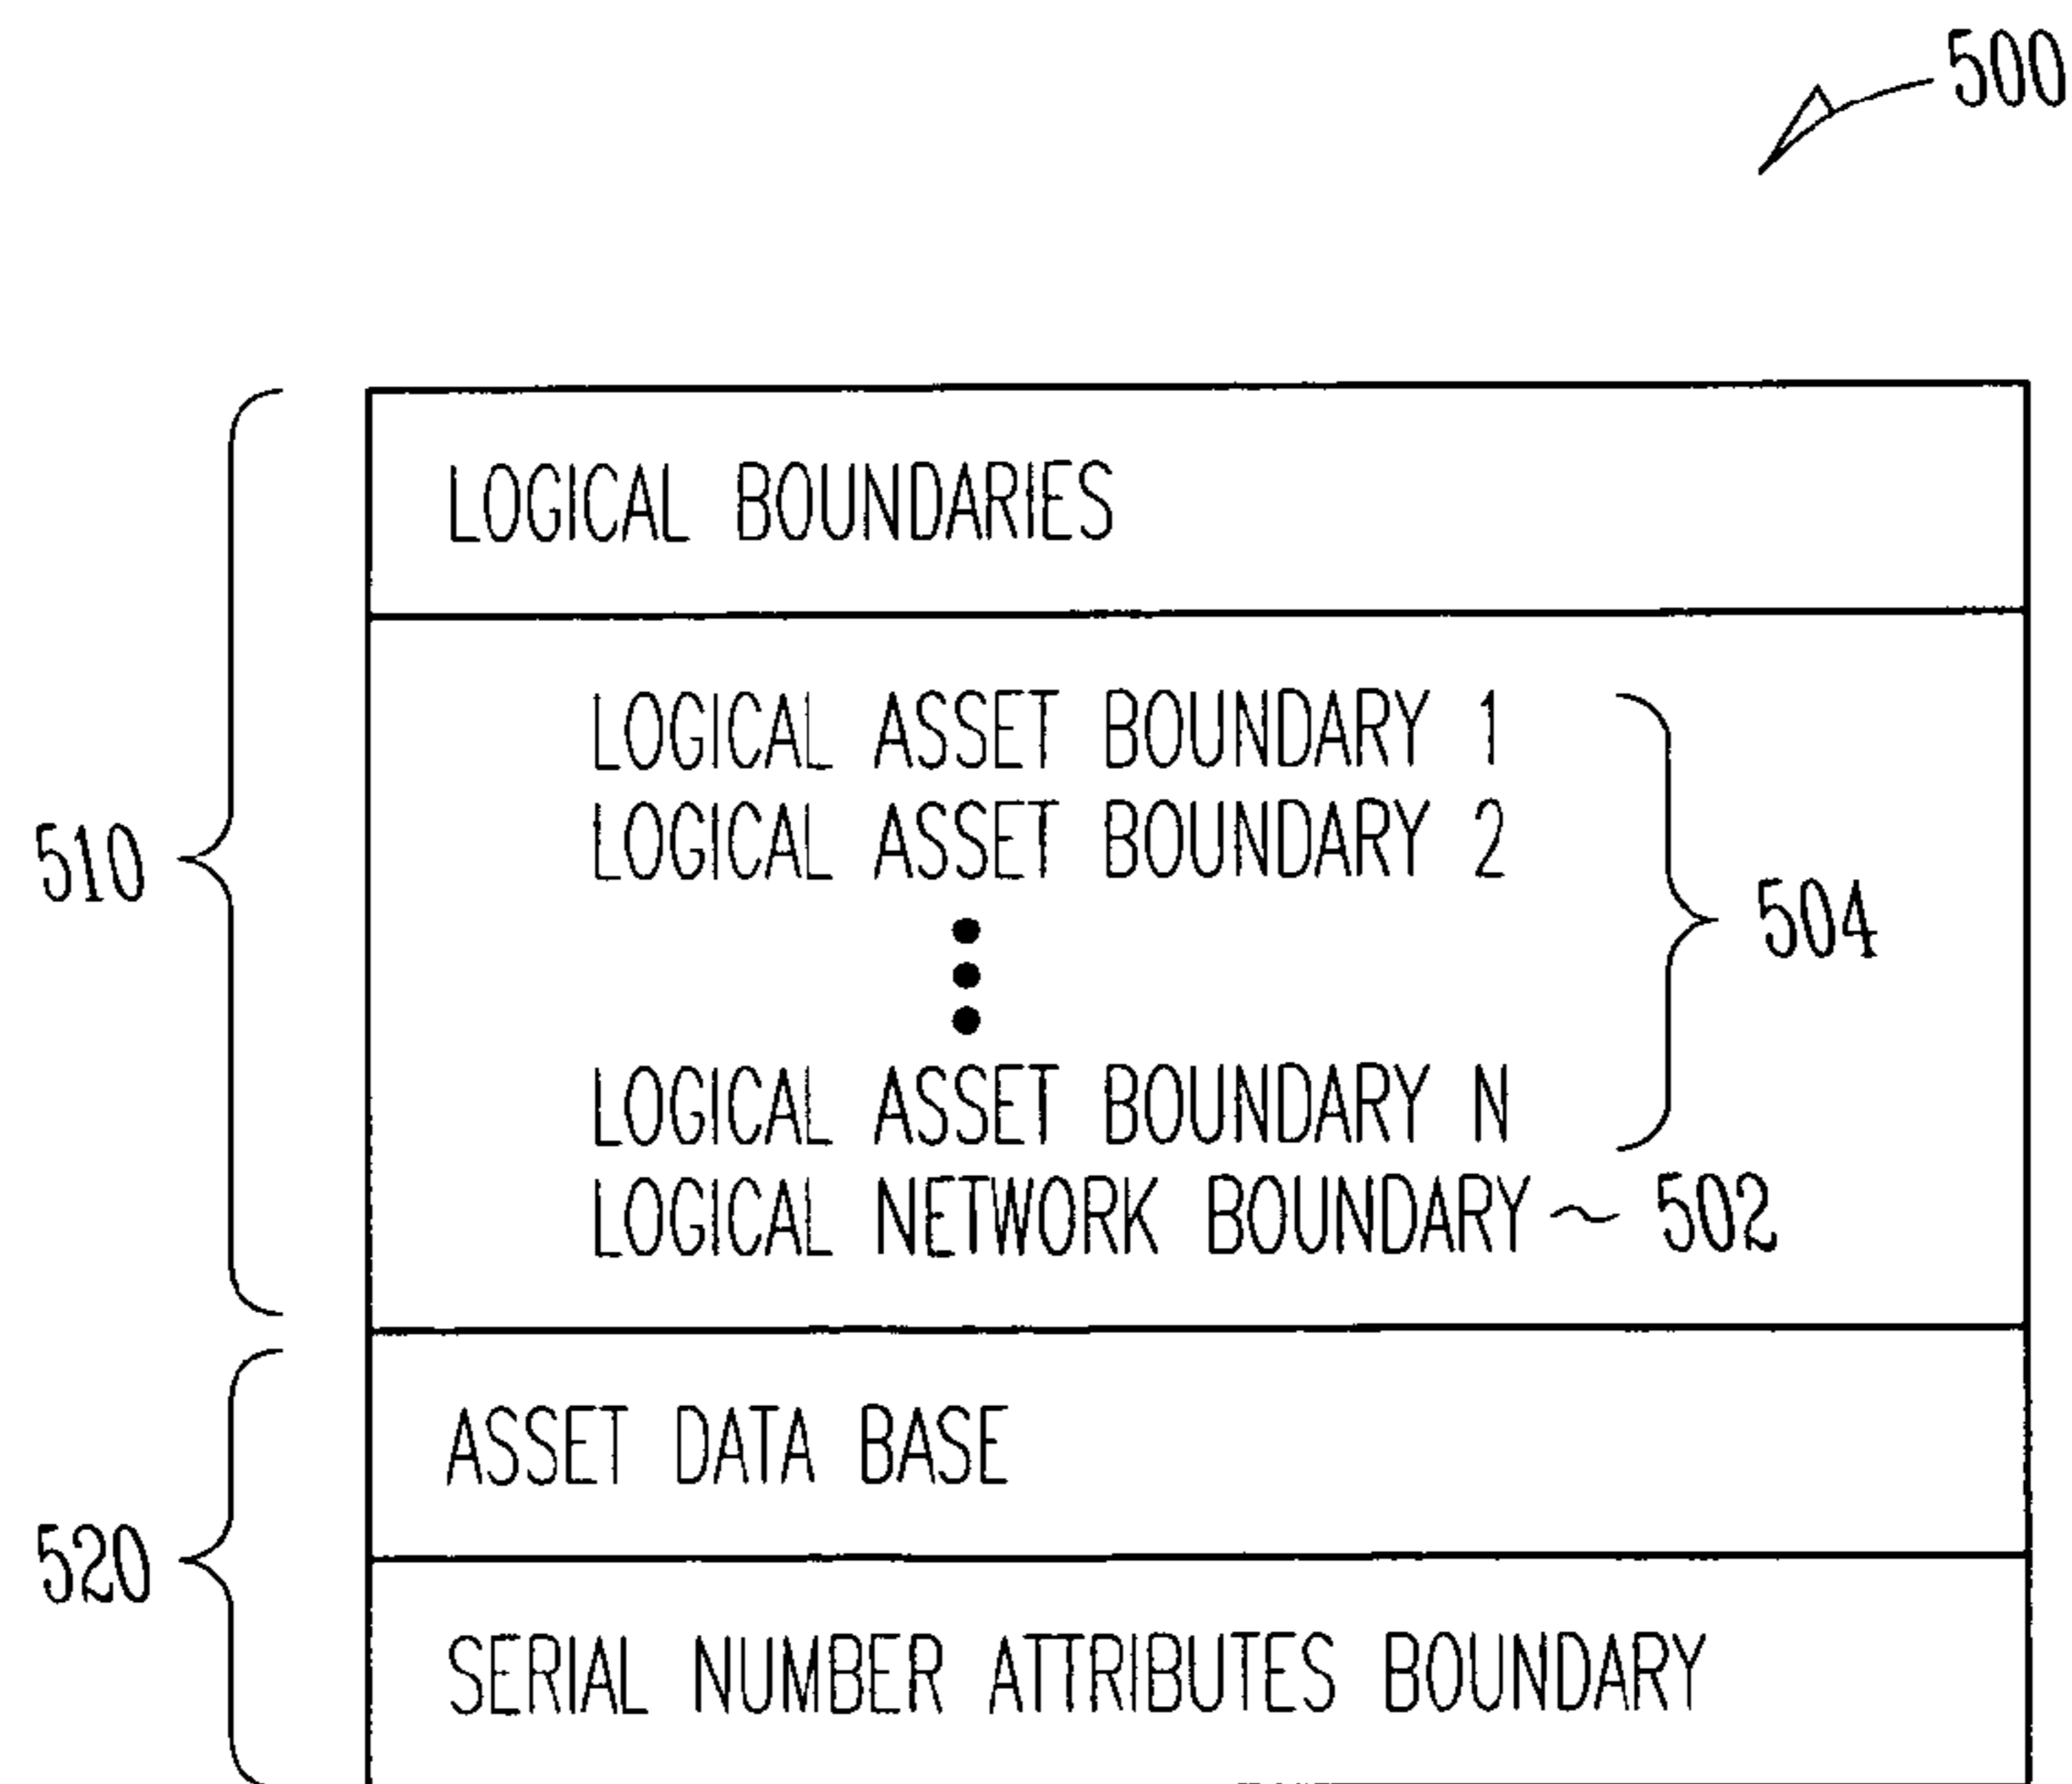 500
LOGICAL BOUNDARIES
LOGICAL ASSET BOUNDARY 1
LOGICAL ASSET BOUNDARY 2
510
504
LOGICAL ASSET BOUNDARY N
LOGICAL NETWORK BOUNDARY ~ 502
ASSET DATA BASE
520
SERIAL NUMBER ATTRIBUTES BOUNDARY